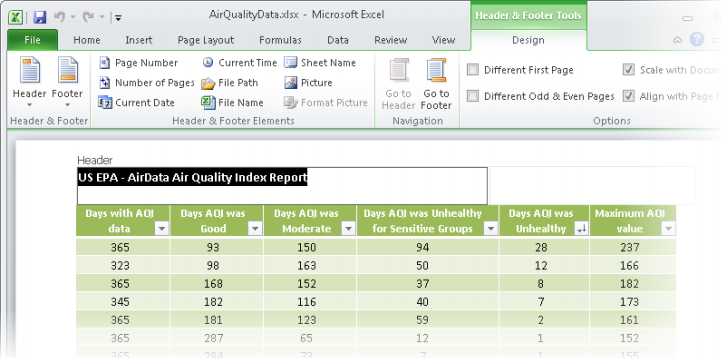 AirQualityData.xlsx - Microsoft Excel
Header & Footer Tools
File Home Insert Page Layout Formulas Data Review View Design
Page Number Current Time Sheet Name
Number of Pages File Path Picture
Current Date File Name Format Picture
Header Footer
Go to Header
Go to Footer
Different First Page Scale with Docum
Different Odd & Even Pages Align with Page
Header & Footer Header & Footer Elements Navigation Options
Header
US EPA - AirData Air Quality Index Report
Days with AQI Days AQI was Days AQI was Days AQI was Unhealthy Days AQI was Maximum AQI
data Good Moderate for Sensitive Groups Unhealthy value
365 93 150 94 28 237
323 98 163 50 12 166
365 168 152 37 8 182
345 182 116 40 7 173
365 181 123 59 2 161
365 287 65 12 1 152